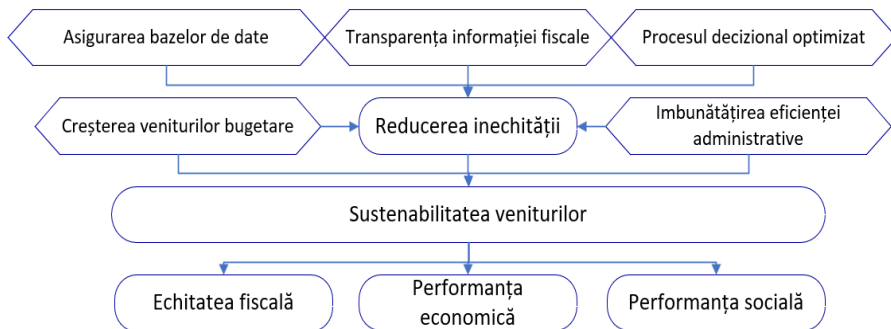 Asigurarea bazelor de date
Transparența informației fiscale
Procesul decizional optimizat
Creșterea veniturilor bugetare
Reducerea inechității
Imbunătățirea eficienței
administrative
Sustenabilitatea veniturilor
Echitatea fiscală
Performanța
economică
Performanța socială